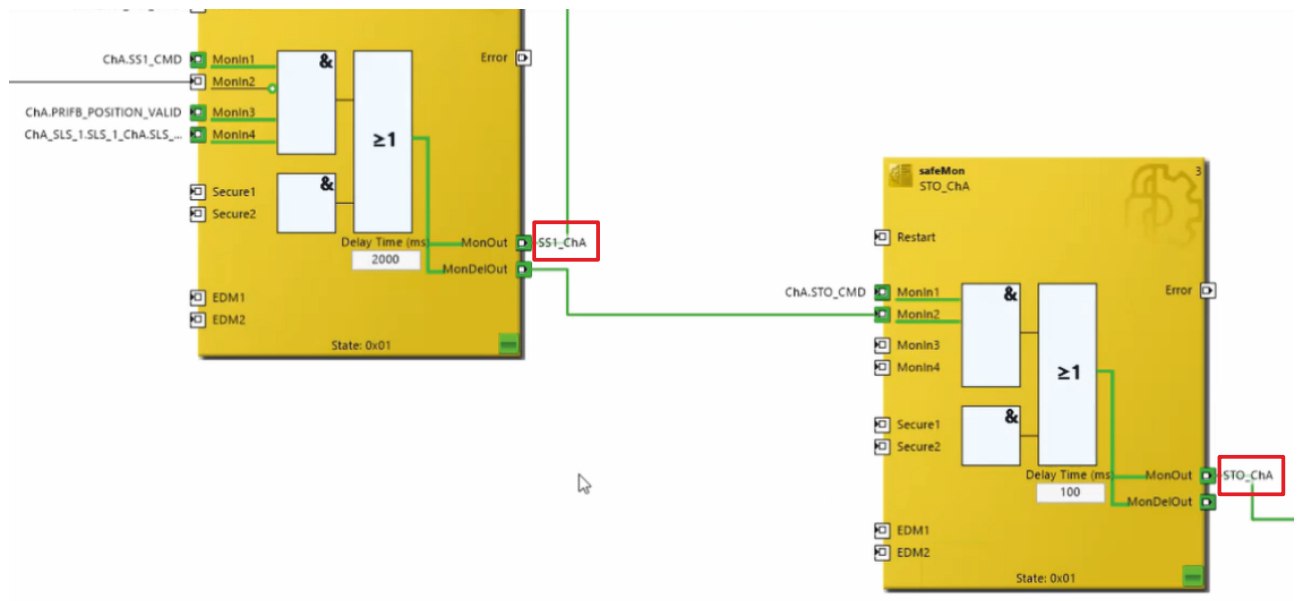 ChA.SS1_CMD
MonIn1
&
Error
MonIn2
ChA.PRIFB_POSITION_VALID
MonIn3
ChA_SLS_1.SLS_1_ChA.SLS_...
MonIn4
≥1
&
Secure1
Secure2
Delay Time (ms
2000
MonOut
SS1_ChA
MonDelOut
EDM1
EDM2
State: 0x01
safeMon
3
STO_ChA
Restart
ChA.STO_CMD
MonIn1
&
Error
MonIn2
MonIn3
MonIn4
≥1
&
Secure1
Secure2
Delay Time (ms
100
MonOut
STO_ChA
MonDelOut
EDM1
EDM2
State: 0x01